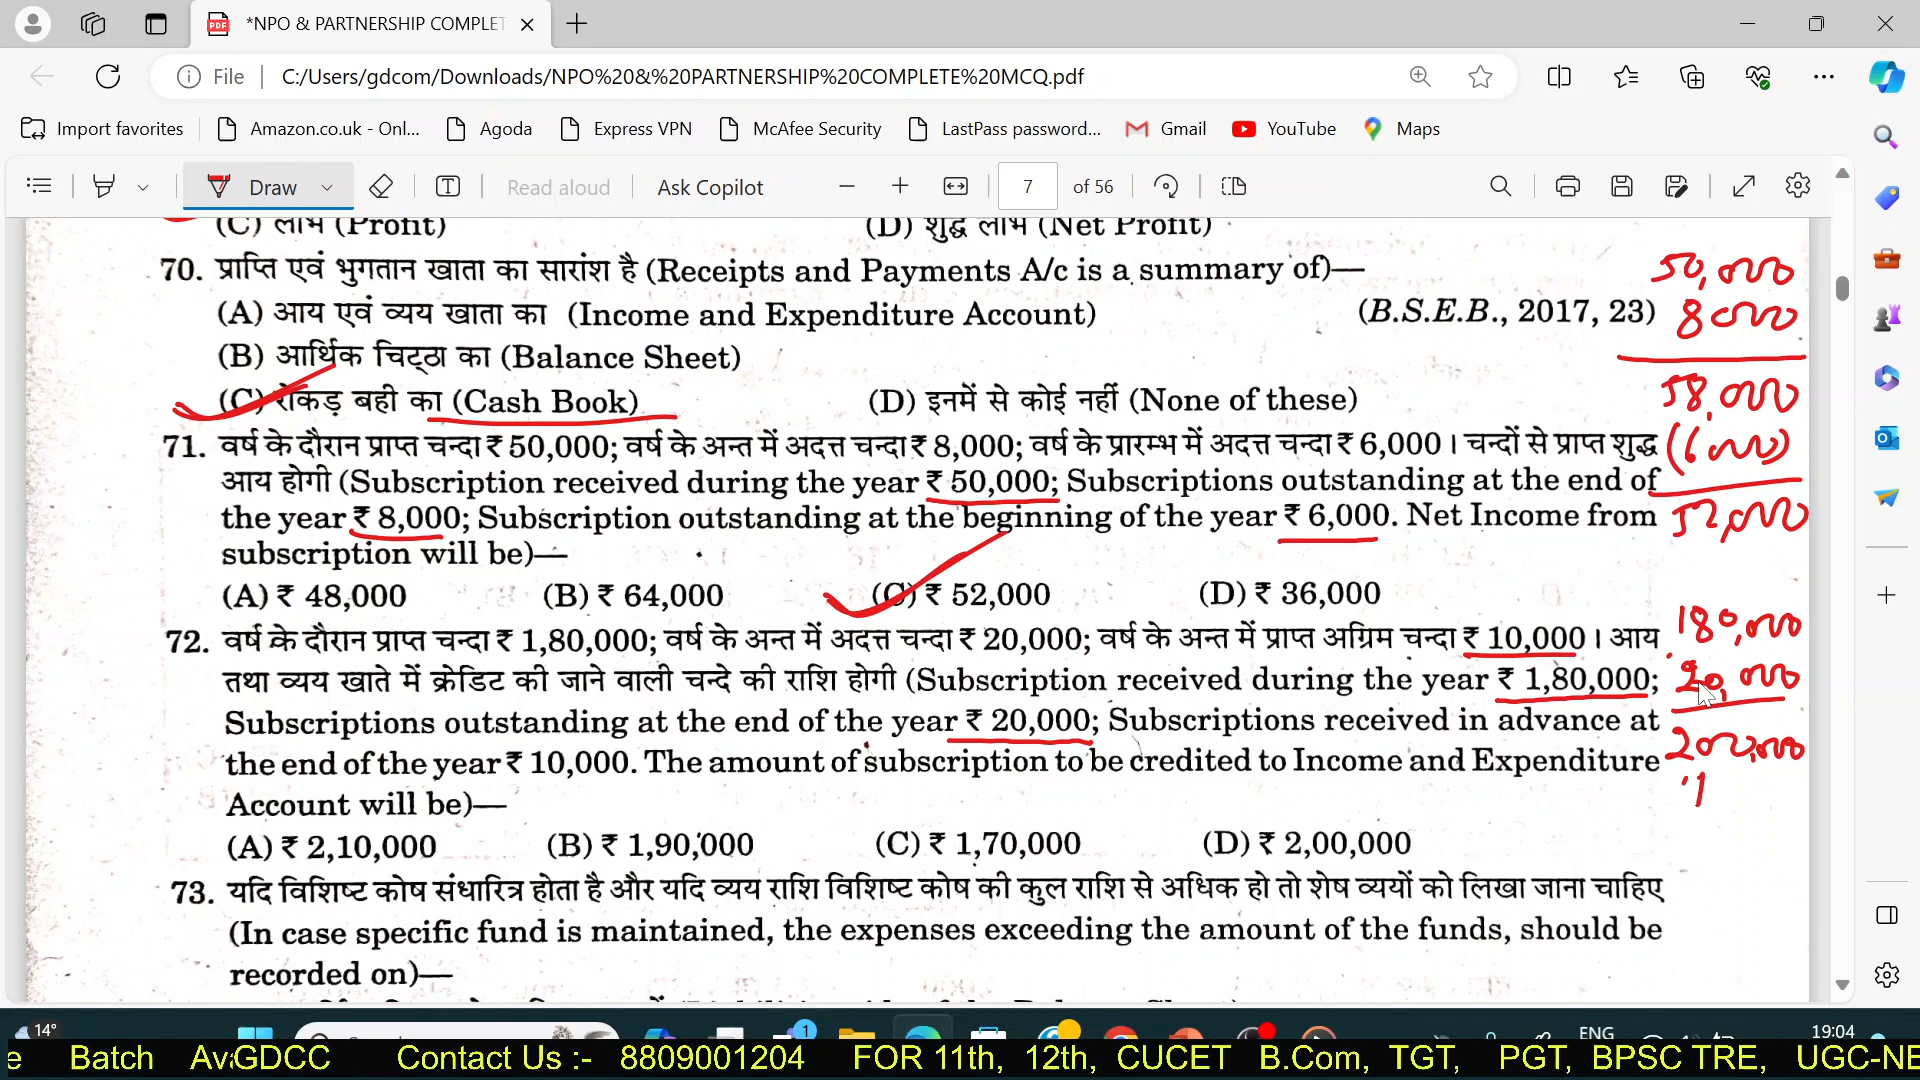 *NPO & PARTNERSHIP COMPLET
File C:/Users/gdcom/Downloads/NPO%20&%20PARTNERSHIP%20COMPLETE%20MCQ.pdf
Import favorites Amazon.co.uk - Onl... Agoda Express VPN McAfee Security LastPass password... Gmail YouTube Maps
Draw Read aloud Ask Copilot 7 of 56
(C) लाभ (Profit) (D) शुद्ध लाभ (Net Profit)
70. प्राप्ति एवं भुगतान खाता का सारांश है (Receipts and Payments A/c is a summary of)—
(A) आय एवं व्यय खाता का (Income and Expenditure Account) (B.S.E.B., 2017, 23)
(B) आर्थिक चिट्ठा का (Balance Sheet)
(C) रोकड़ बही का (Cash Book) (D) इनमें से कोई नहीं (None of these)
71. वर्ष के दौरान प्राप्त चन्दा ₹ 50,000; वर्ष के अन्त में अदत्त चन्दा ₹ 8,000; वर्ष के प्रारम्भ में अदत्त चन्दा ₹ 6,000। चन्दों से प्राप्त शुद्ध
आय होगी (Subscription received during the year ₹ 50,000; Subscriptions outstanding at the end of
the year ₹ 8,000; Subscription outstanding at the beginning of the year ₹ 6,000. Net Income from
subscription will be)—
(A) ₹ 48,000 (B) ₹ 64,000 (C) ₹ 52,000 (D) ₹ 36,000
72. वर्ष के दौरान प्राप्त चन्दा ₹ 1,80,000; वर्ष के अन्त में अदत्त चन्दा ₹ 20,000; वर्ष के अन्त में प्राप्त अग्रिम चन्दा ₹ 10,000। आय
तथा व्यय खाते में क्रेडिट की जाने वाली चन्दे की राशि होगी (Subscription received during the year ₹ 1,80,000;
Subscriptions outstanding at the end of the year ₹ 20,000; Subscriptions received in advance at
the end of the year ₹ 10,000. The amount of subscription to be credited to Income and Expenditure
Account will be)—
(A) ₹ 2,10,000 (B) ₹ 1,90,000 (C) ₹ 1,70,000 (D) ₹ 2,00,000
73. यदि विशिष्ट कोष संधारित्र होता है और यदि व्यय राशि विशिष्ट कोष की कुल राशि से अधिक हो तो शेष व्ययों को लिखा जाना चाहिए
(In case specific fund is maintained, the expenses exceeding the amount of the funds, should be
recorded on)—
50,000
8000
58,000
(6000)
52,000
180,000
20,000
200,000
1
14° 1 ENG 19:04
e Batch Ava GDCC Contact Us :- 8809001204 FOR 11th, 12th, CUCET B.Com, TGT, PGT, BPSC TRE, UGC-NE